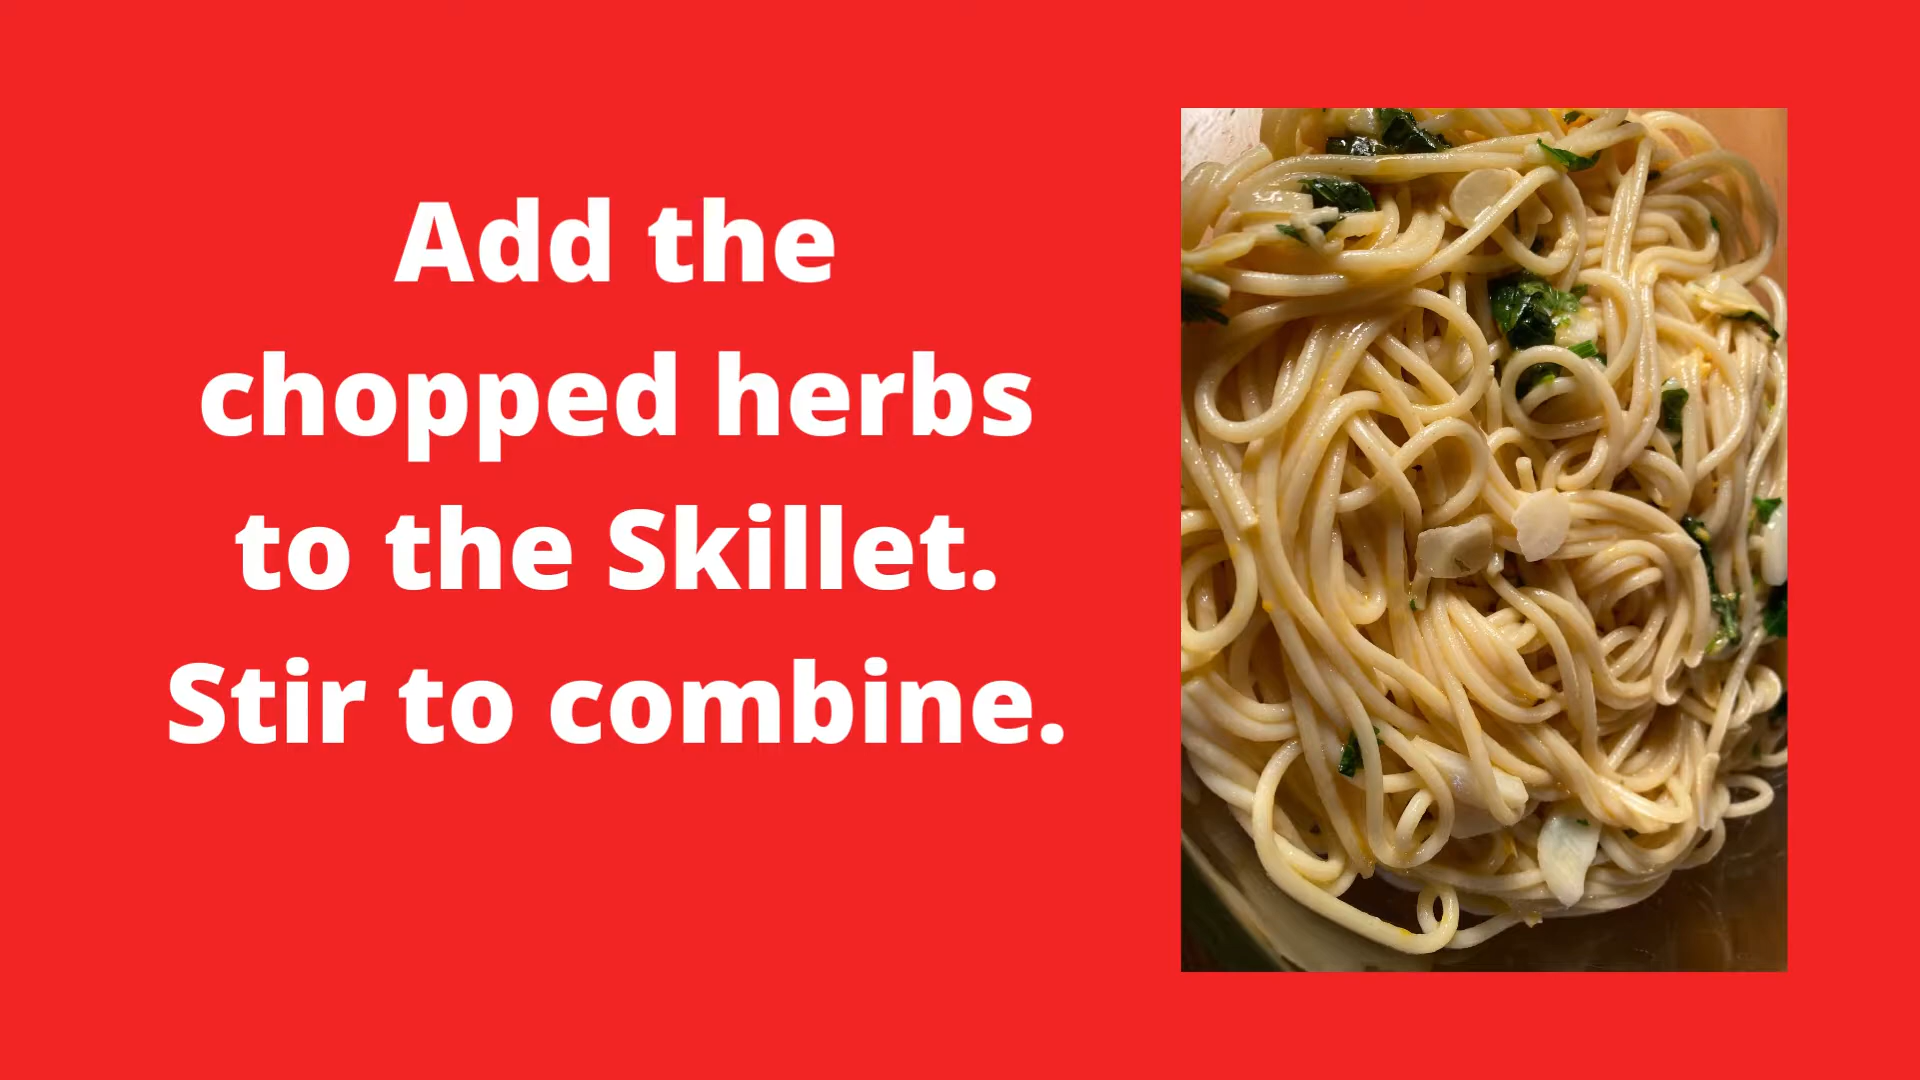 Add the
chopped herbs
to the Skillet.
Stir to combine.